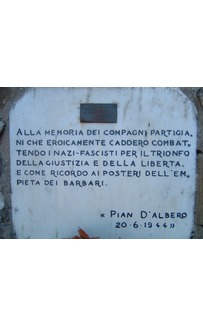 ALLA MEMORIA DEI COMPAGNI PARTIGIA-
NI CHE EROICAMENTE CADDERO COMBAT-
TENDO I NAZI-FASCISTI PER IL TRIONFO
DELLA GIUSTIZIA E DELLA LIBERTA.
E COME RICORDO AI POSTERI DELL'EM-
PIETA DEI BARBARI.
« PIAN D'ALBERO
20-6-1944»